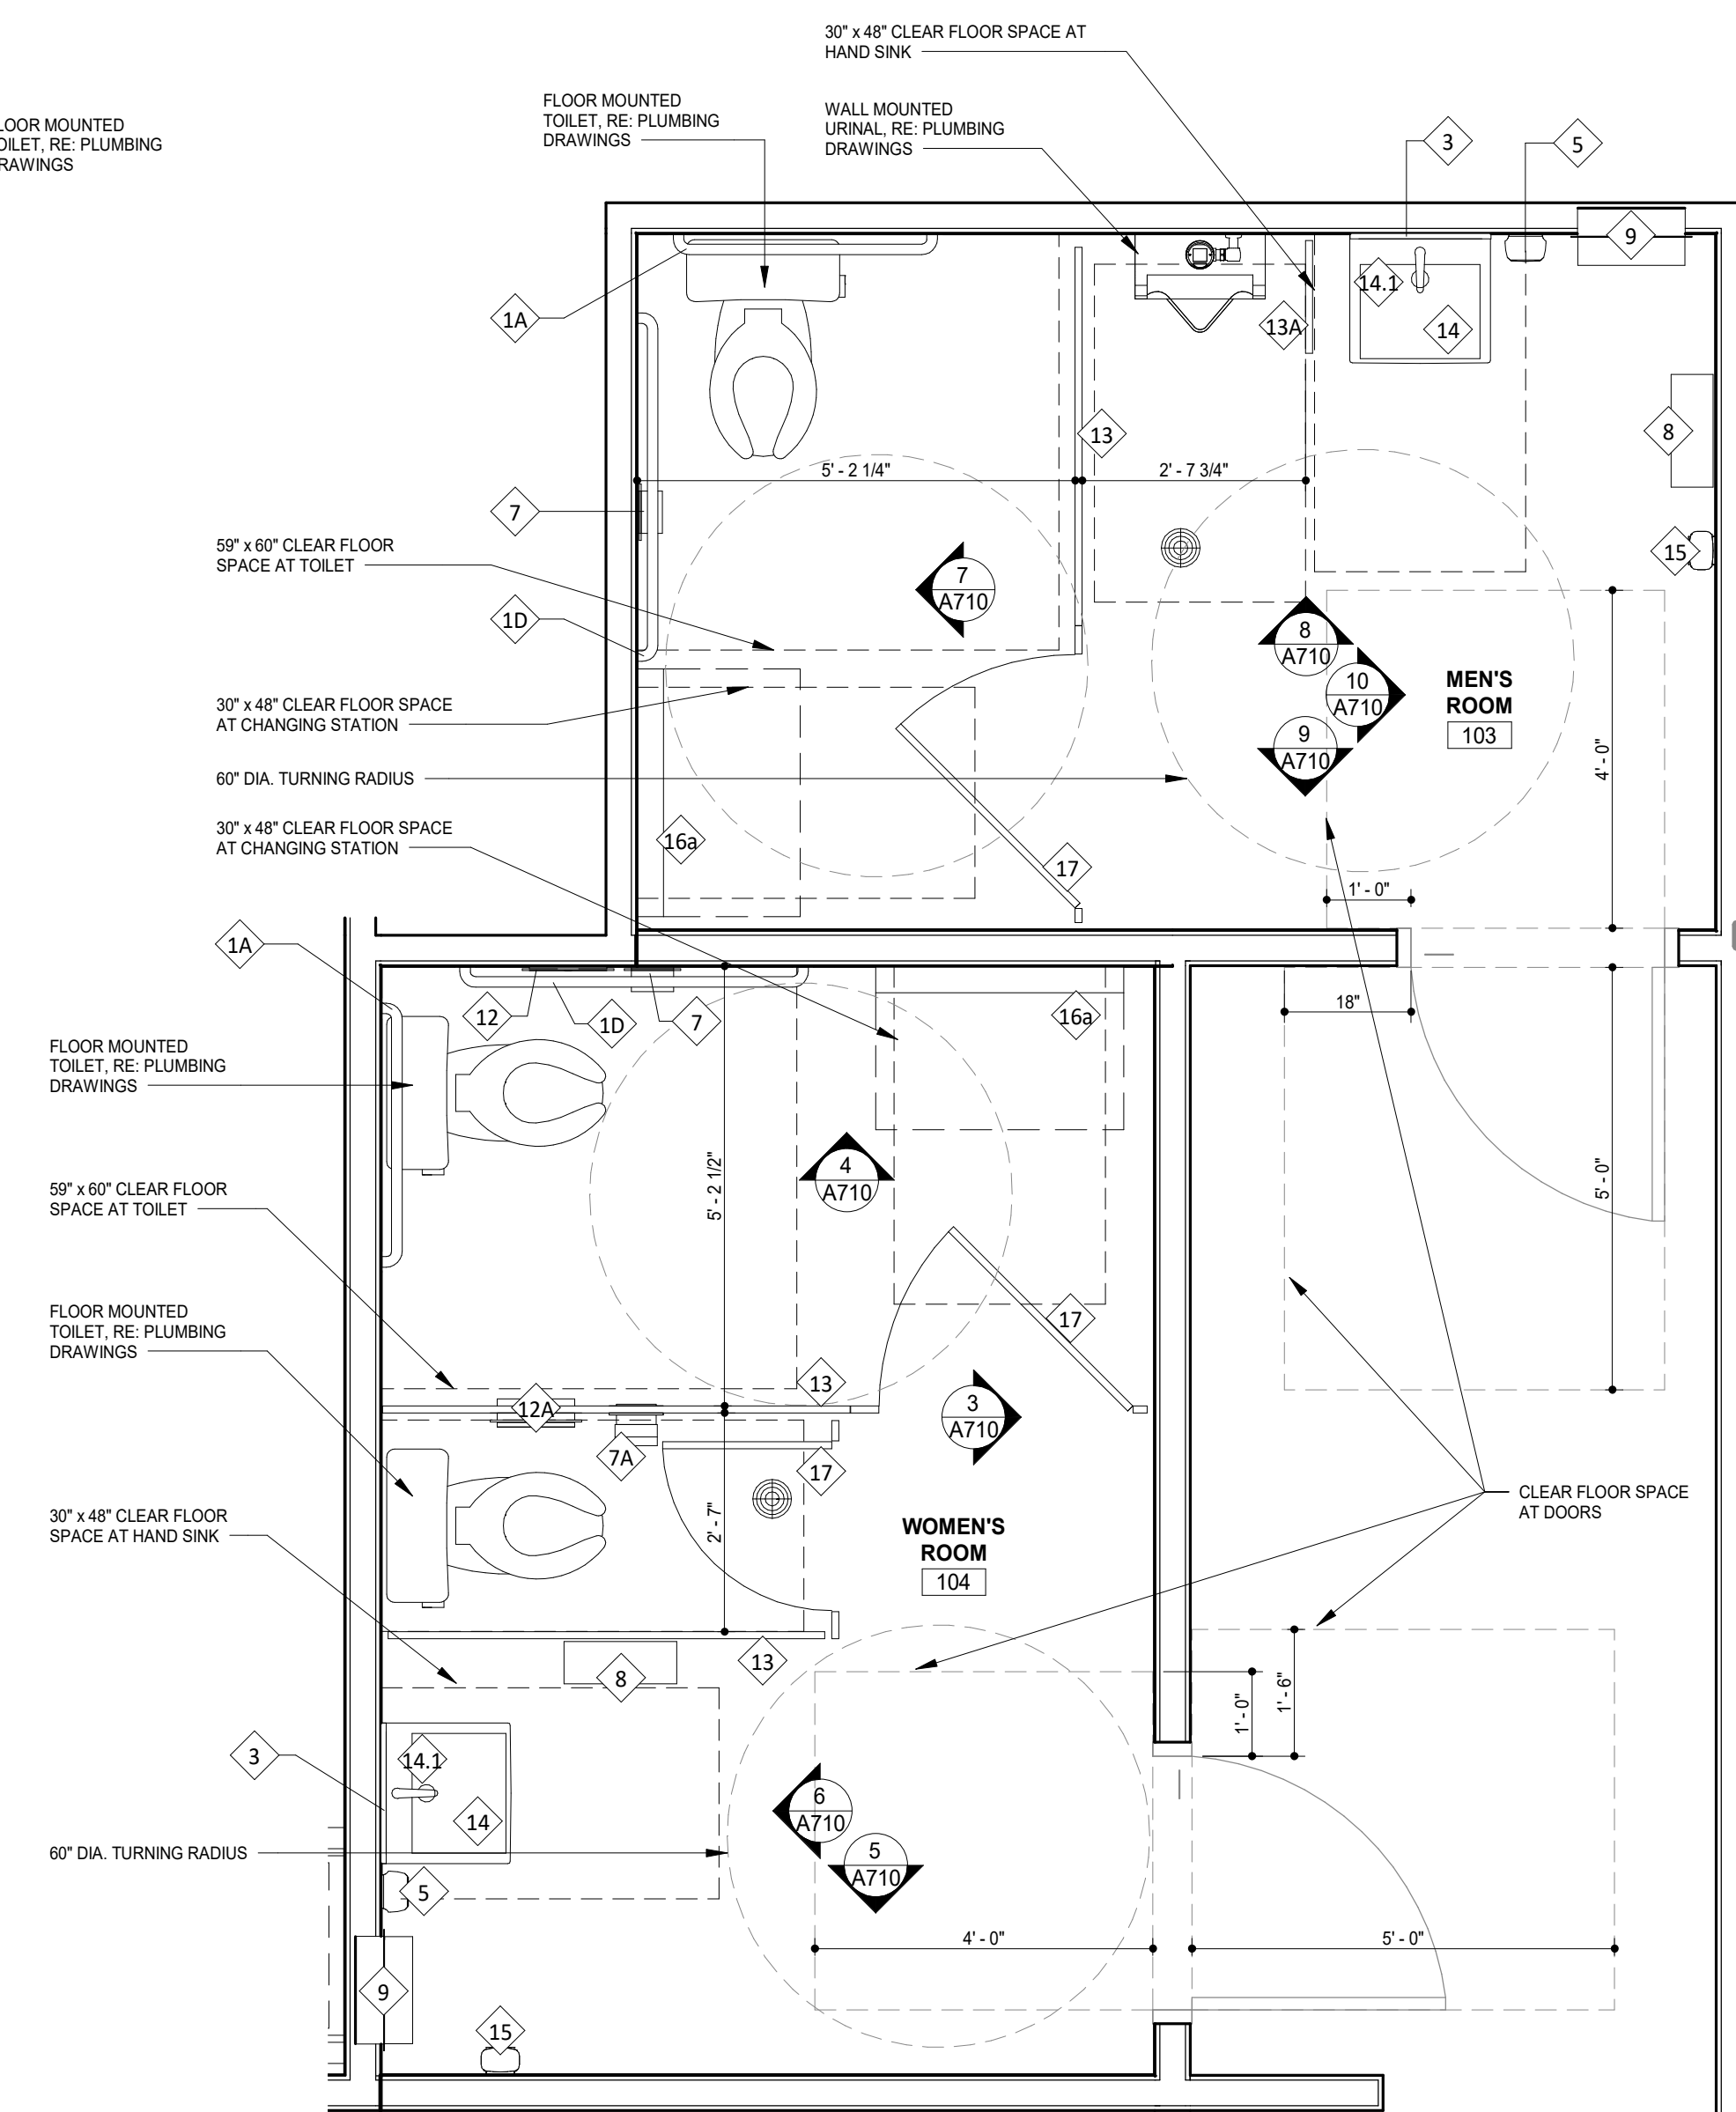 30" x 48" CLEAR FLOOR SPACE AT
HAND SINK
FLOOR MOUNTED
TOILET, RE: PLUMBING
DRAWINGS
WALL MOUNTED
URINAL, RE: PLUMBING
DRAWINGS
LOOR MOUNTED
OILET, RE: PLUMBING
RAWINGS
3
5
9
1A
14.1
14
13A
13
8
5' - 2 1/4"
2' - 7 3/4"
7
15
59" x 60" CLEAR FLOOR
SPACE AT TOILET
7
A710
1D
8
A710
10
A710
MEN'S
ROOM
103
9
A710
4' - 0"
30" x 48" CLEAR FLOOR SPACE
AT CHANGING STATION
60" DIA. TURNING RADIUS
30" x 48" CLEAR FLOOR SPACE
AT CHANGING STATION
16a
17
1' - 0"
1A
12
1D
7
16a
18"
FLOOR MOUNTED
TOILET, RE: PLUMBING
DRAWINGS
5' - 2 1/2"
4
A710
5' - 0"
59" x 60" CLEAR FLOOR
SPACE AT TOILET
FLOOR MOUNTED
TOILET, RE: PLUMBING
DRAWINGS
17
13
12A
3
A710
7A
17
30" x 48" CLEAR FLOOR
SPACE AT HAND SINK
2' - 7"
WOMEN'S
ROOM
104
CLEAR FLOOR SPACE
AT DOORS
13
8
1' - 0"
1' - 6"
3
14.1
14
6
A710
5
A710
60" DIA. TURNING RADIUS
5
4' - 0"
5' - 0"
9
15